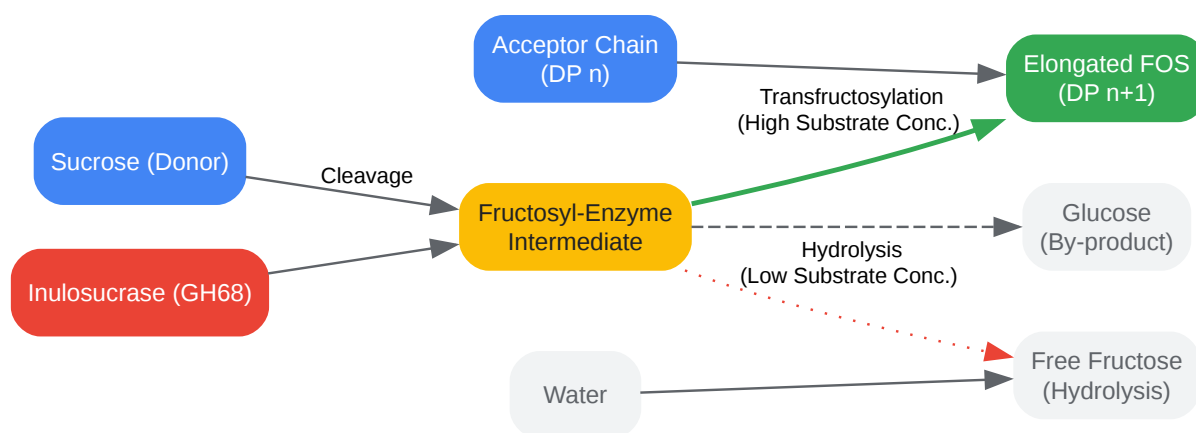 Acceptor Chain
(DP n)
Elongated FOS
(DP n+1)
Transfructosylation
(High Substrate Conc.)
Sucrose (Donor)
Cleavage
Fructosyl-Enzyme
Intermediate
Glucose
(By-product)
Hydrolysis
(Low Substrate Conc.)
Inulosucrase (GH68)
Free Fructose
(Hydrolysis)
Water